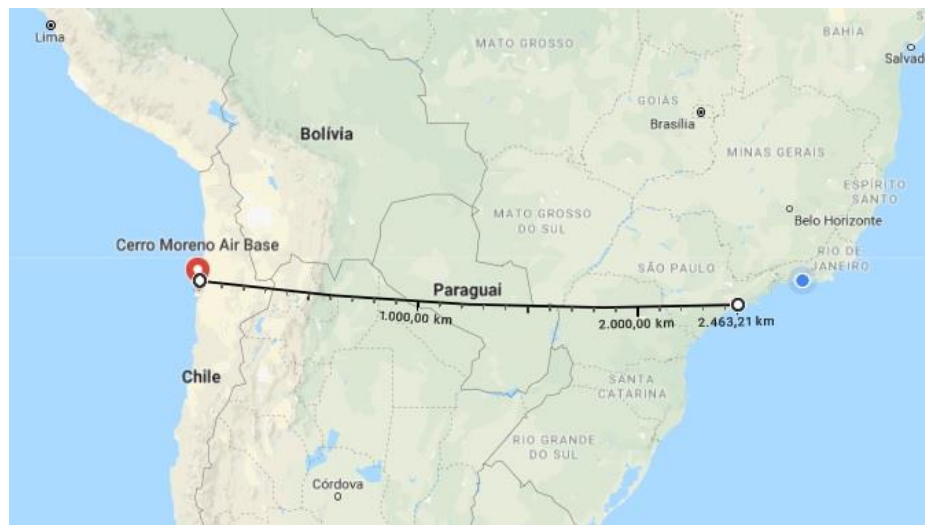 Lima
MATO GROSSO
BAHIA
Salvad
GOIÁS
Brasília
Bolívia
MINAS GERAIS
ESPÍRITO
SANTO
MATO GROSSO
DO SUL
Belo Horizonte
Cerro Moreno Air Base
RIO DE
JANEIRO
SÃO PAULO
Paraguai
1.000,00 km
2.000,00 km
2.463,21 km
Chile
SANTA
CATARINA
RIO GRANDE
DO SUL
Córdova